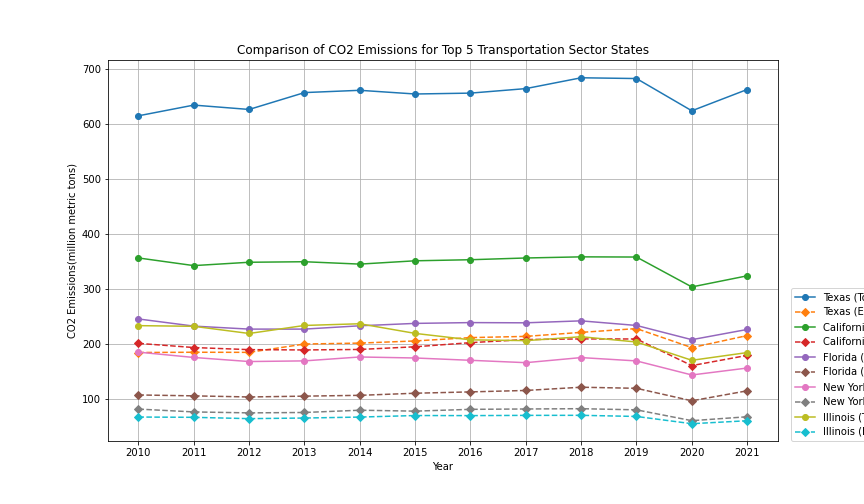 Comparison of CO2 Emissions for Top 5 Transportation Sector States
CO2 Emissions(million metric tons)
700
600
500
400
300
200
100
2010 2011 2012 2013 2014 2015 2016 2017 2018 2019 2020 2021
Year
Texas (To
Texas (E
Californi
Californi
Florida (
Florida (
New York
New York
Illinois (T
Illinois (